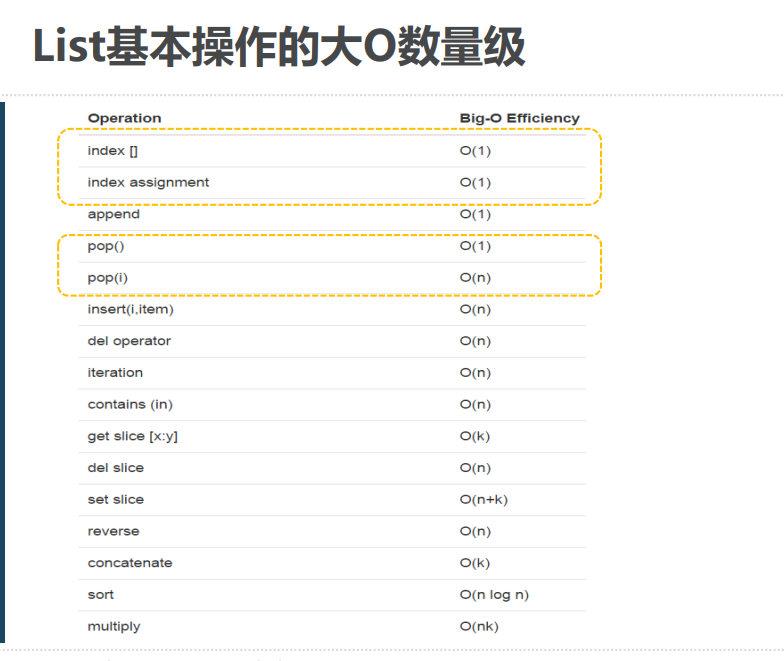 List基本操作的大O数量级
Operation Big-O Efficiency
index [] O(1)
index assignment O(1)
append O(1)
pop() O(1)
pop(i) O(n)
insert(i,item) O(n)
del operator O(n)
iteration O(n)
contains (in) O(n)
get slice [x:y] O(k)
del slice O(n)
set slice O(n+k)
reverse O(n)
concatenate O(k)
sort O(n log n)
multiply O(nk)